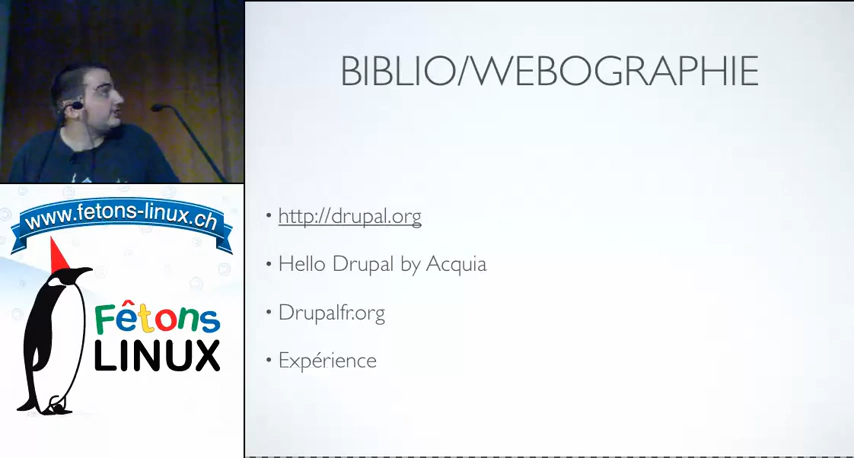 BIBLIO/WEBOGRAPHIE
• http://drupal.org
• Hello Drupal by Acquia
• Drupalfr.org
• Expérience
www.fetons-linux.ch
Fêtons
LINUX